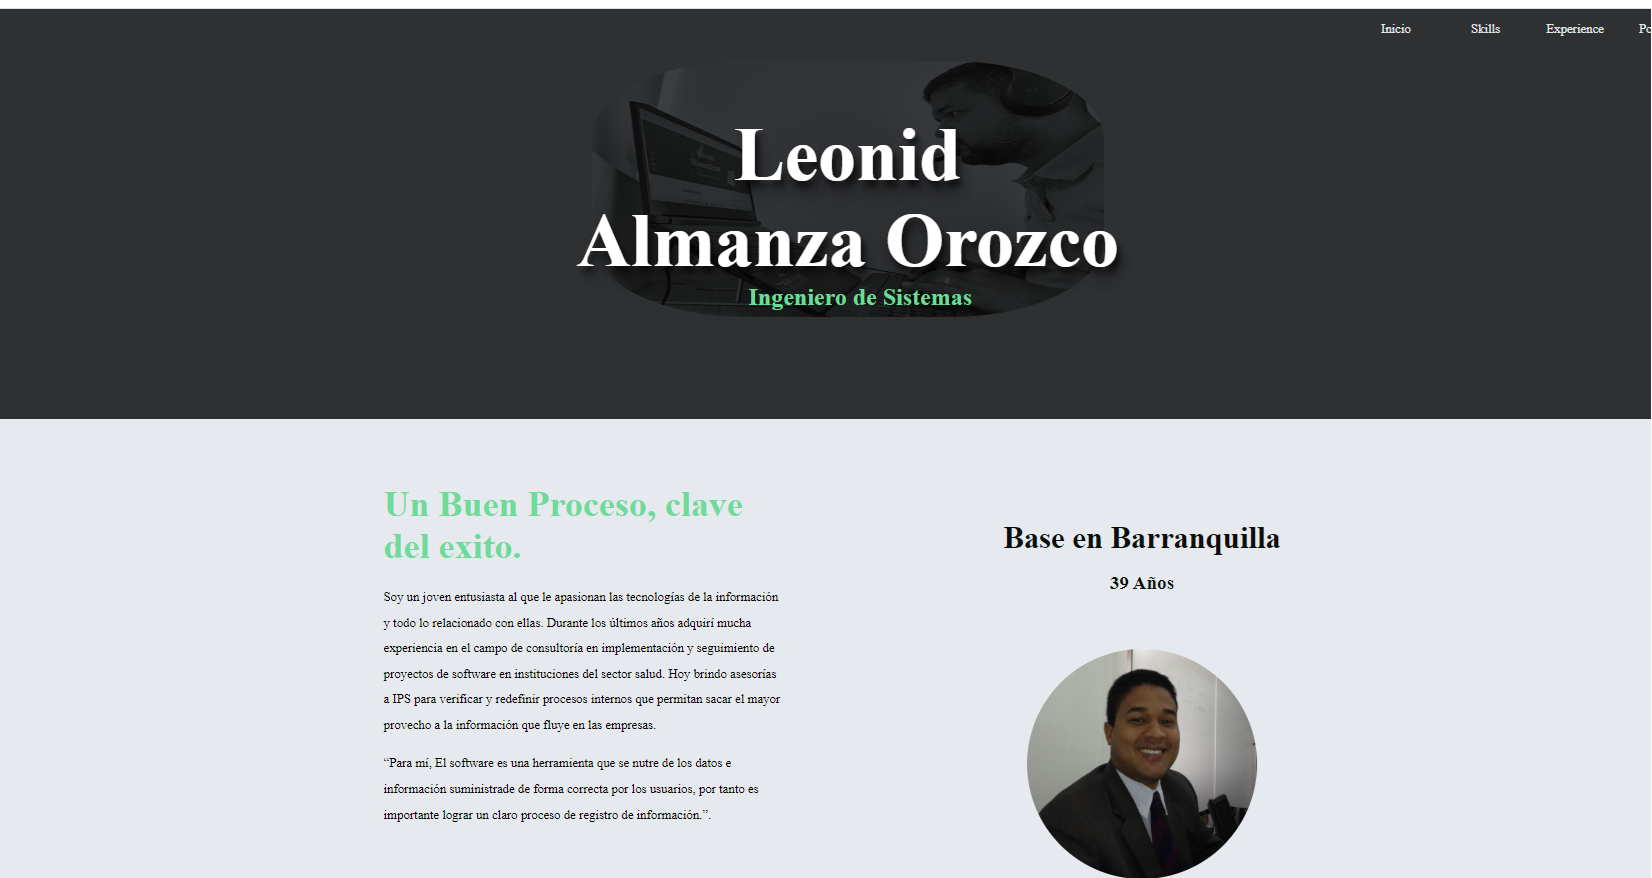 Inicio Skills Experience Po
Leonid
Almanza Orozco
Ingeniero de Sistemas
Un Buen Proceso, clave
del exito.
Soy un joven entusiasta al que le apasionan las tecnologías de la información
y todo lo relacionado con ellas. Durante los últimos años adquirí mucha
experiencia en el campo de consultoría en implementación y seguimiento de
proyectos de software en instituciones del sector salud. Hoy brindo asesorías
a IPS para verificar y redefinir procesos internos que permitan sacar el mayor
provecho a la información que fluye en las empresas.
“Para mí, El software es una herramienta que se nutre de los datos e
información suministrade de forma correcta por los usuarios, por tanto es
importante lograr un claro proceso de registro de información.”.
Base en Barranquilla
39 Años